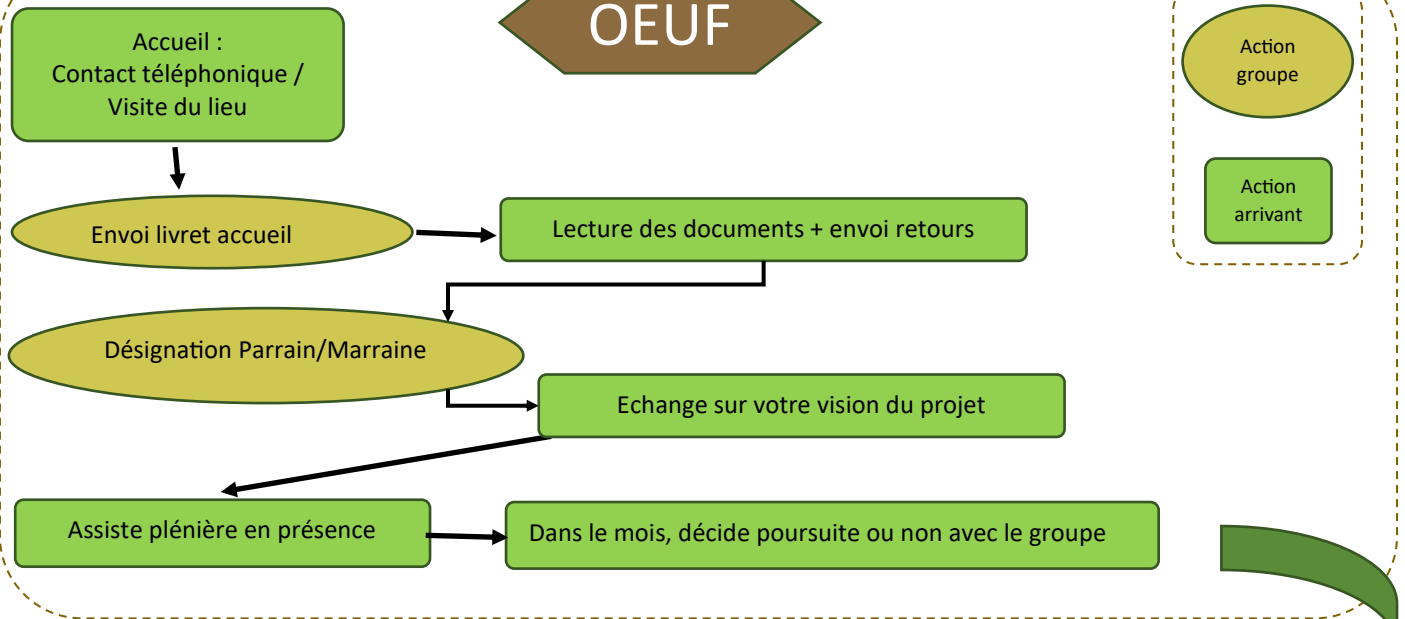 OEUF
Accueil :
Contact téléphonique /
Visite du lieu
Action
groupe
Action
arrivant
Envoi livret accueil
Lecture des documents + envoi retours
Désignation Parrain/Marraine
Echange sur votre vision du projet
Assiste plénière en présence
Dans le mois, décide poursuite ou non avec le groupe